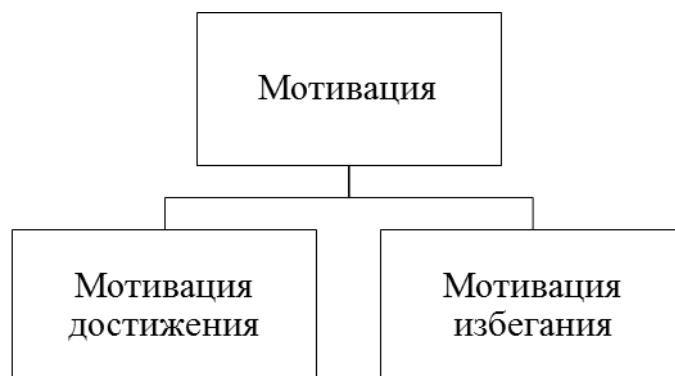 Мотивация
Мотивация
достижения
Мотивация
избегания